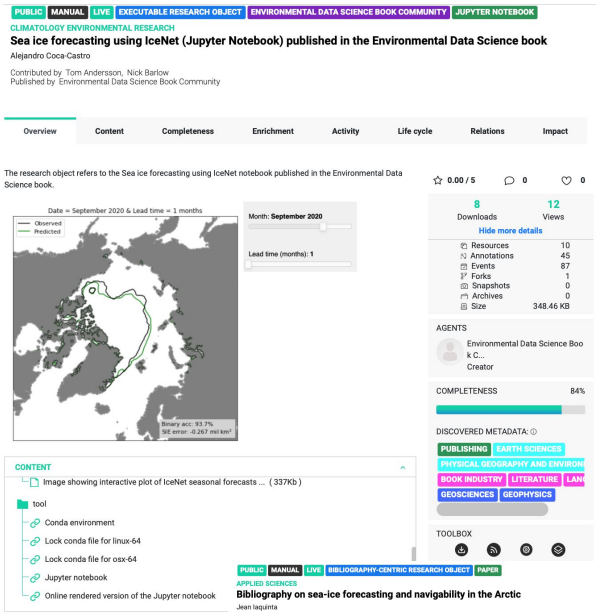 PUBLIC MANUAL LIVE EXECUTABLE RESEARCH OBJECT ENVIRONMENTAL DATA SCIENCE BOOK COMMUNITY JUPYTER NOTEBOOK
CLIMATOLOGY ENVIRONMENTAL RESEARCH
Sea ice forecasting using IceNet (Jupyter Notebook) published in the Environmental Data Science book
Alejandro Coca-Castro
Contributed by Tom Andersson, Nick Barlow
Published by Environmental Data Science Book Community
Overview Content Completeness Enrichment Activity Life cycle Relations Impact
The research object refers to the Sea ice forecasting using IceNet notebook published in the Environmental Data
Science book.
Date = September 2020 & Lead time = 1 months
Observed
Predicted
Binary acc: 93.7%
SIE error: -0.267 mil km²
Month: September 2020
Lead time (months): 1
0.00 / 5 0 0
8 12
Downloads Views
Hide more details
Resources 10
Annotations 45
Events 87
Forks 1
Snapshots 0
Archives 0
Size 348.46 KB
AGENTS
Environmental Data Science Boo
k C...
Creator
COMPLETENESS 84%
DISCOVERED METADATA:
PUBLISHING EARTH SCIENCES
PHYSICAL GEOGRAPHY AND ENVIRON
BOOK INDUSTRY LITERATURE LANG
GEOSCIENCES GEOPHYSICS
TOOLBOX
CONTENT
Image showing interactive plot of IceNet seasonal forecasts ... ( 337Kb )
tool
Conda environment
Lock conda file for linux-64
Lock conda file for osx-64
Jupyter notebook
Online rendered version of the Jupyter notebook
PUBLIC MANUAL LIVE BIBLIOGRAPHY-CENTRIC RESEARCH OBJECT PAPER
APPLIED SCIENCES
Bibliography on sea-ice forecasting and navigability in the Arctic
Jean Iaquinta